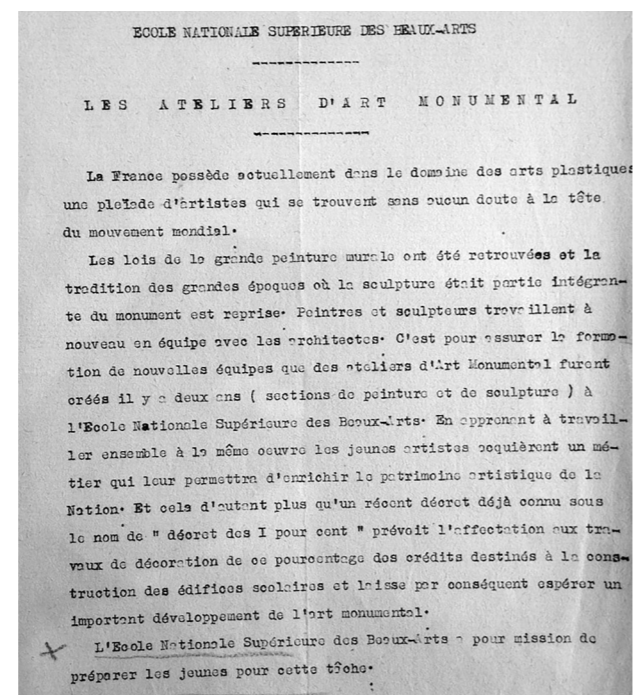 ECOLE NATIONALE SUPERIEURE DES BEAUX-ARTS
LES ATELIERS D'ART MONUMENTAL
La France possède actuellement dans le domaine des arts plastiques
une pleïade d'artistes qui se trouvent sans aucun doute à la tête
du mouvement mondial.
Les lois de la grande peinture murale ont été retrouvées et la
tradition des grandes époques où la sculpture était partie intégran-
te du monument est reprise. Peintres et sculpteurs travaillent à
nouveau en équipe avec les architectes. C'est pour assurer la forma-
tion de nouvelles équipes que des ateliers d'Art Monumental furent
créés il y a deux ans ( sections de peinture et de sculpture ) à
l'Ecole Nationale Supérieure des Beaux-Arts. En apprenant à travail-
ler ensemble à la même oeuvre les jeunes artistes acquièrent un mé-
tier qui leur permettra d'enrichir le patrimoine artistique de la
Nation. Et cela d'autant plus qu'un récent décret déjà connu sous
le nom de " décret des I pour cent " prévoit l'affectation aux tra-
vaux de décoration de ce pourcentage des crédits destinés à la cons-
truction des édifices scolaires et laisse par conséquent espérer un
important développement de l'art monumental.
L'Ecole Nationale Supérieure des Beaux-Arts a pour mission de
préparer les jeunes pour cette tâche.